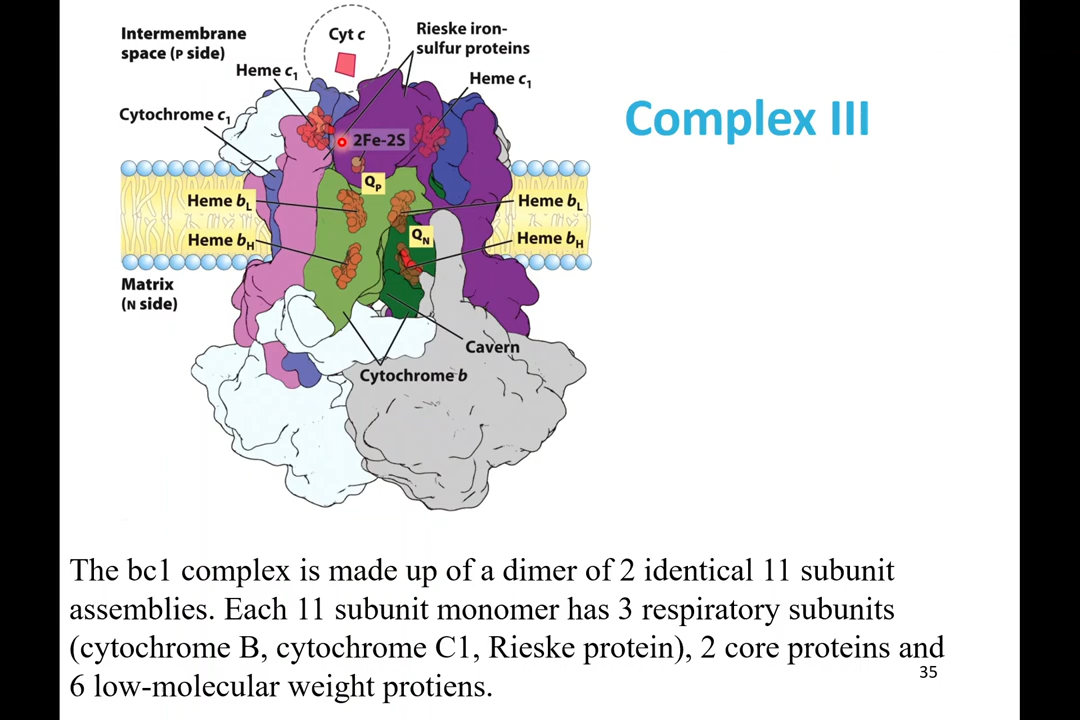 Complex III
Intermembrane
space (P side)
Cyt c
Rieske iron-
sulfur proteins
Heme c1
Heme c1
Cytochrome c1
2Fe-2S
QP
Heme bL
Heme bL
QN
Heme bH
Heme bH
Matrix
(N side)
Cavern
Cytochrome b
The bc1 complex is made up of a dimer of 2 identical 11 subunit
assemblies. Each 11 subunit monomer has 3 respiratory subunits
(cytochrome B, cytochrome C1, Rieske protein), 2 core proteins and
6 low-molecular weight protiens.
35